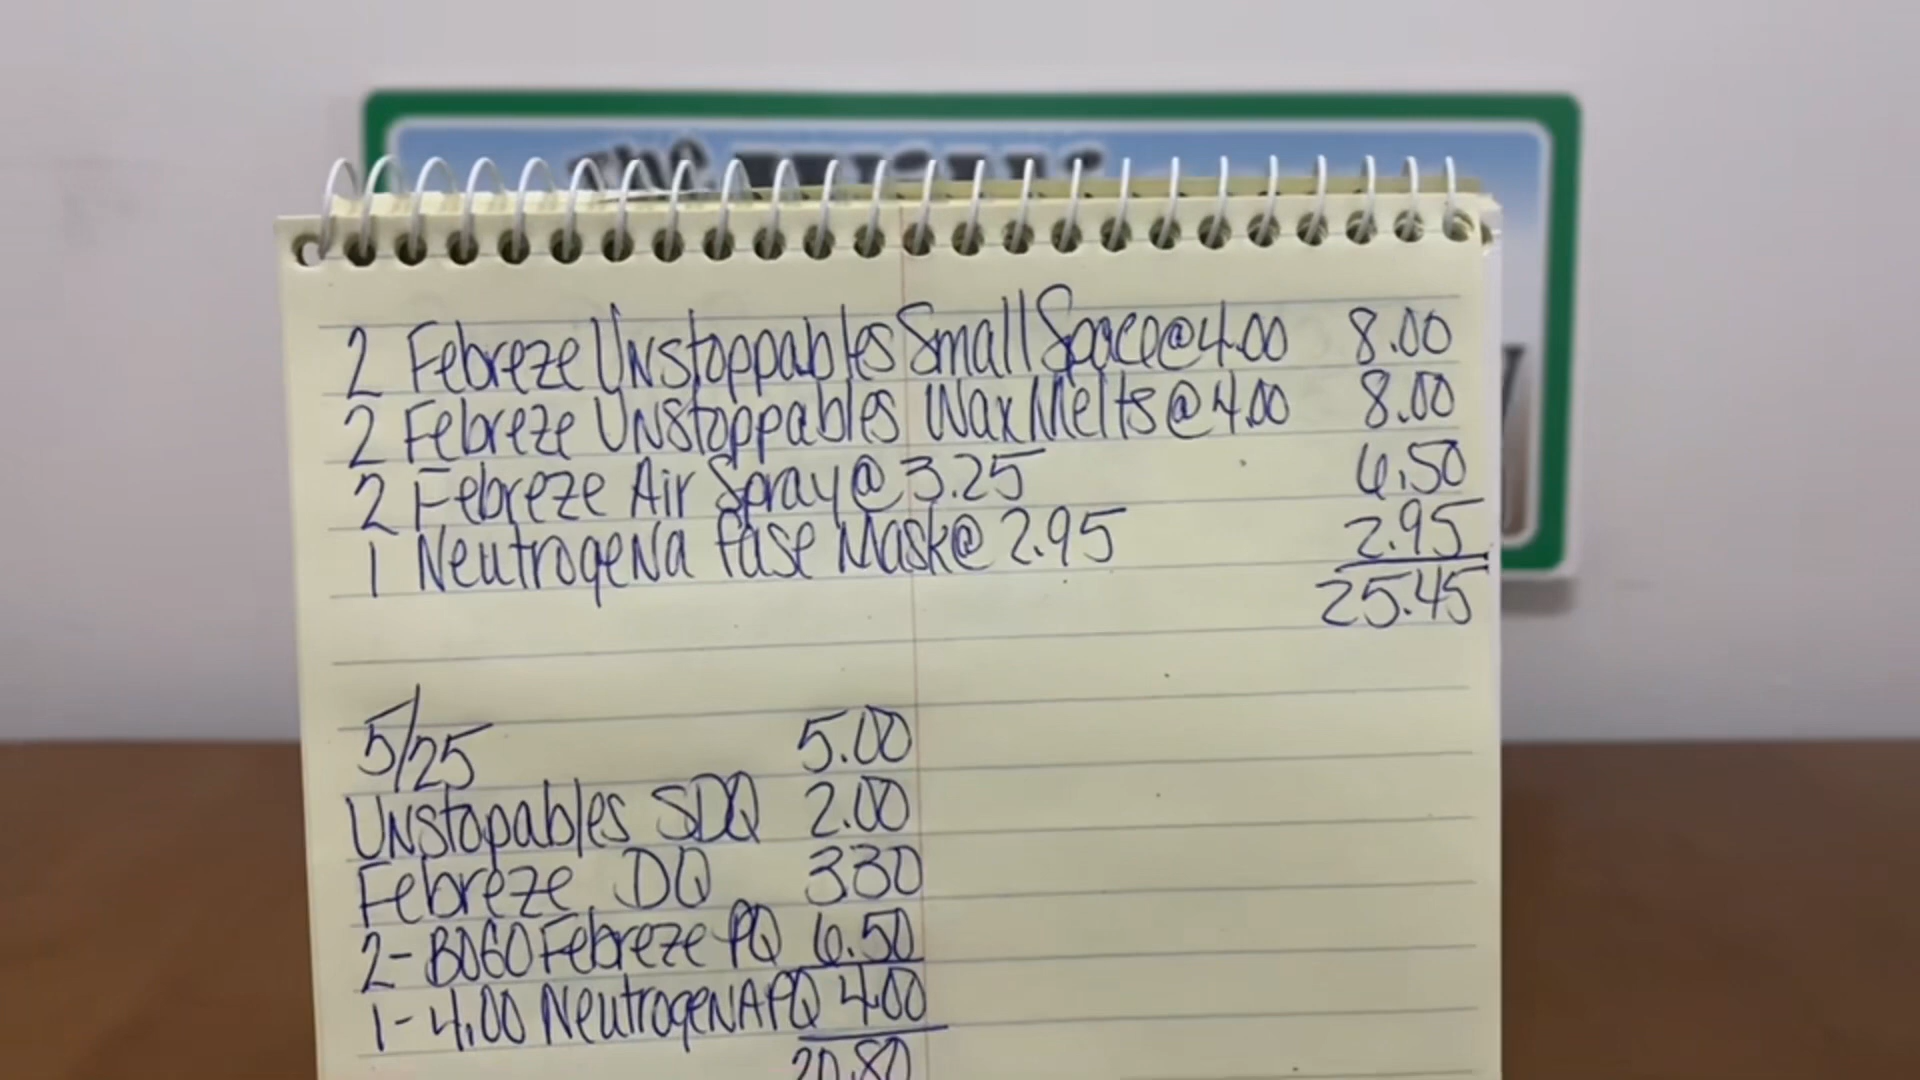 The
2 Febreze Unstoppables Small Space@4.00 8.00
2 Febreze Unstoppables Wax Melts@4.00 8.00
2 Febreze Air Spray@3.25 6.50
1 Neutrogena Fase Mask@2.95 2.95
25.45
5/25 5.00
Unstopables SDQ 2.00
Febreze DQ 330
2-BOGO Febreze PQ 6.50
1-4.00 Neutrogena PQ 4.00
20.80